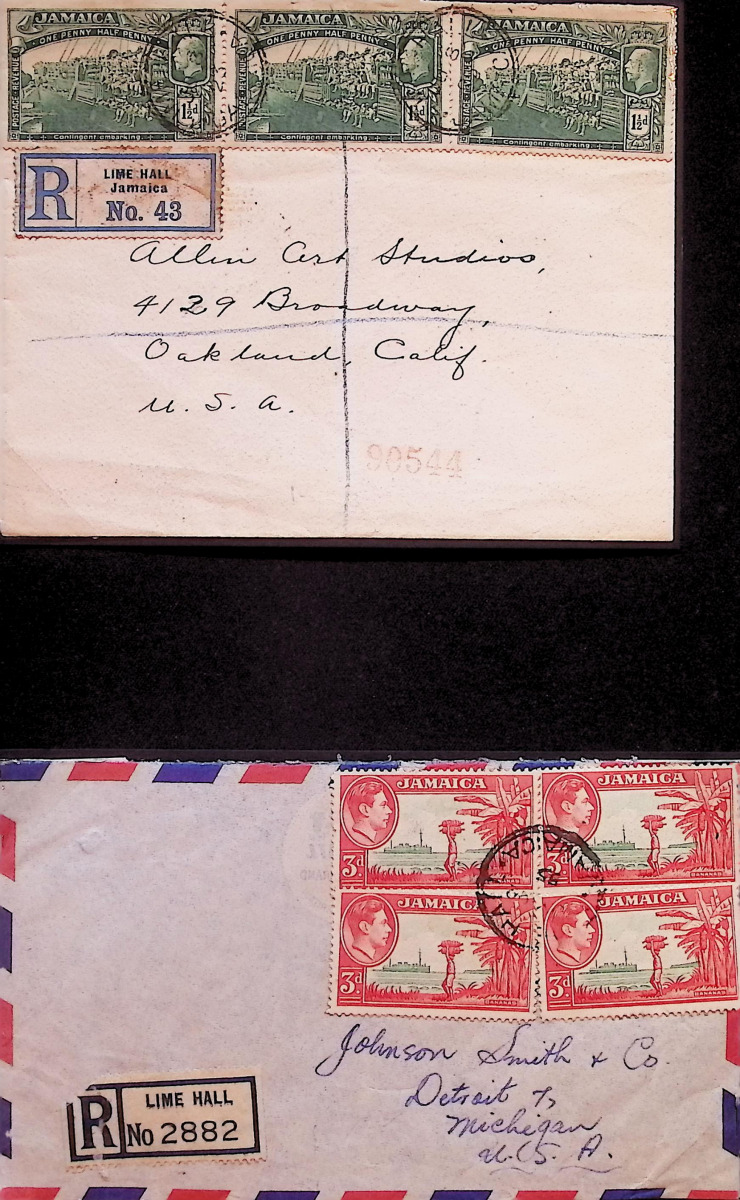 JAMAICA JAMAICA JAMAICA
ONE PENNY HALF PENNY ONE PENNY HALF PENNY ONE PENNY HALF PENNY
POSTAGE & REVENUE POSTAGE & REVENUE POSTAGE & REVENUE
1½d 1½d 1½d
Contingent embarking. Contingent embarking. Contingent embarking.
R LIME HALL
Jamaica
No. 43
Allen Art Studios,
4129 Broadway,
Oakland, Calif.
U. S. A.
90544
JAMAICA JAMAICA
3d 3d
BANANAS BANANAS
JAMAICA JAMAICA
3d 3d
BANANAS BANANAS
JAMAICA
Johnson Smith & Co.
Detroit 7,
Michigan
U. S. A.
R LIME HALL
No 2882